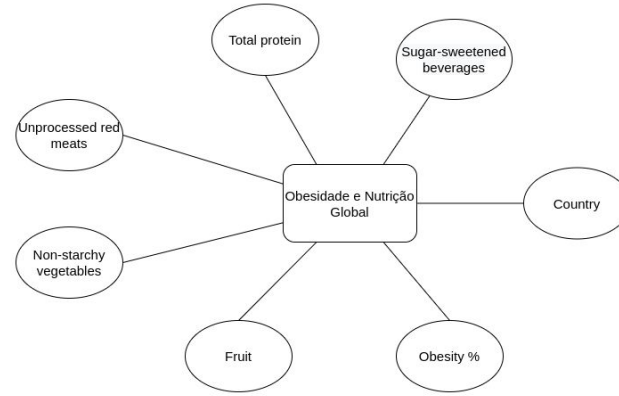 Total protein
Sugar-sweetened
beverages
Unprocessed red
meats
Obesidade e Nutrição
Global
Country
Non-starchy
vegetables
Fruit
Obesity %